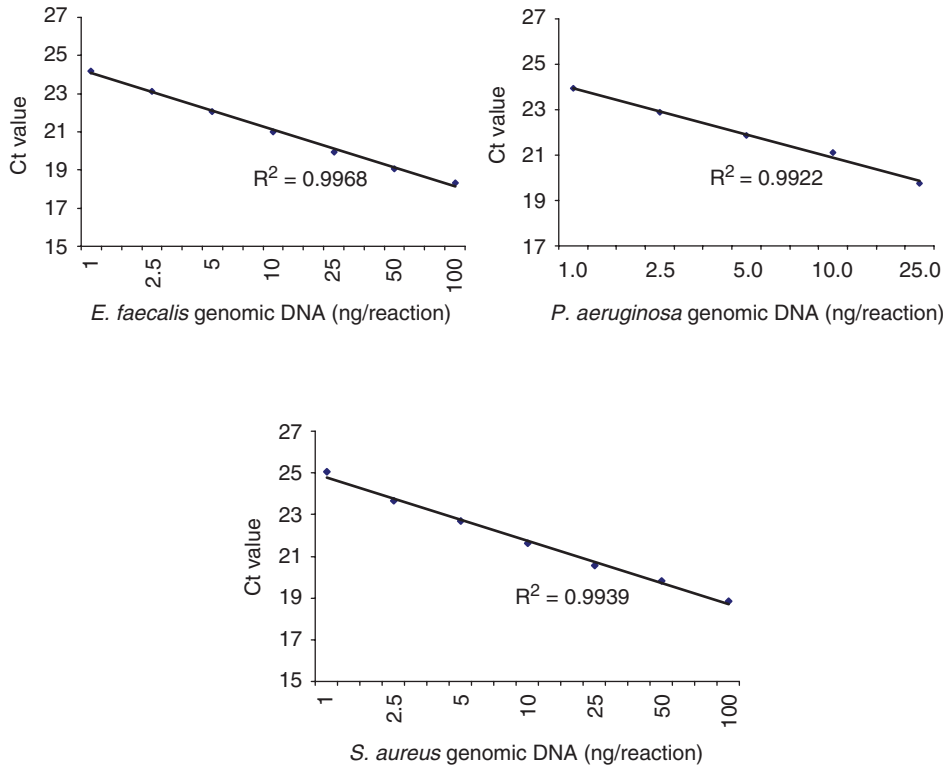 27
25
23
21
19
17
15
Ct value
R² = 0.9968
1 2.5 5 10 25 50 100
E. faecalis genomic DNA (ng/reaction)
27
25
23
21
19
17
Ct value
R² = 0.9922
1.0 2.5 5.0 10.0 25.0
P. aeruginosa genomic DNA (ng/reaction)
27
25
23
21
19
17
15
Ct value
R² = 0.9939
1 2.5 5 10 25 50 100
S. aureus genomic DNA (ng/reaction)